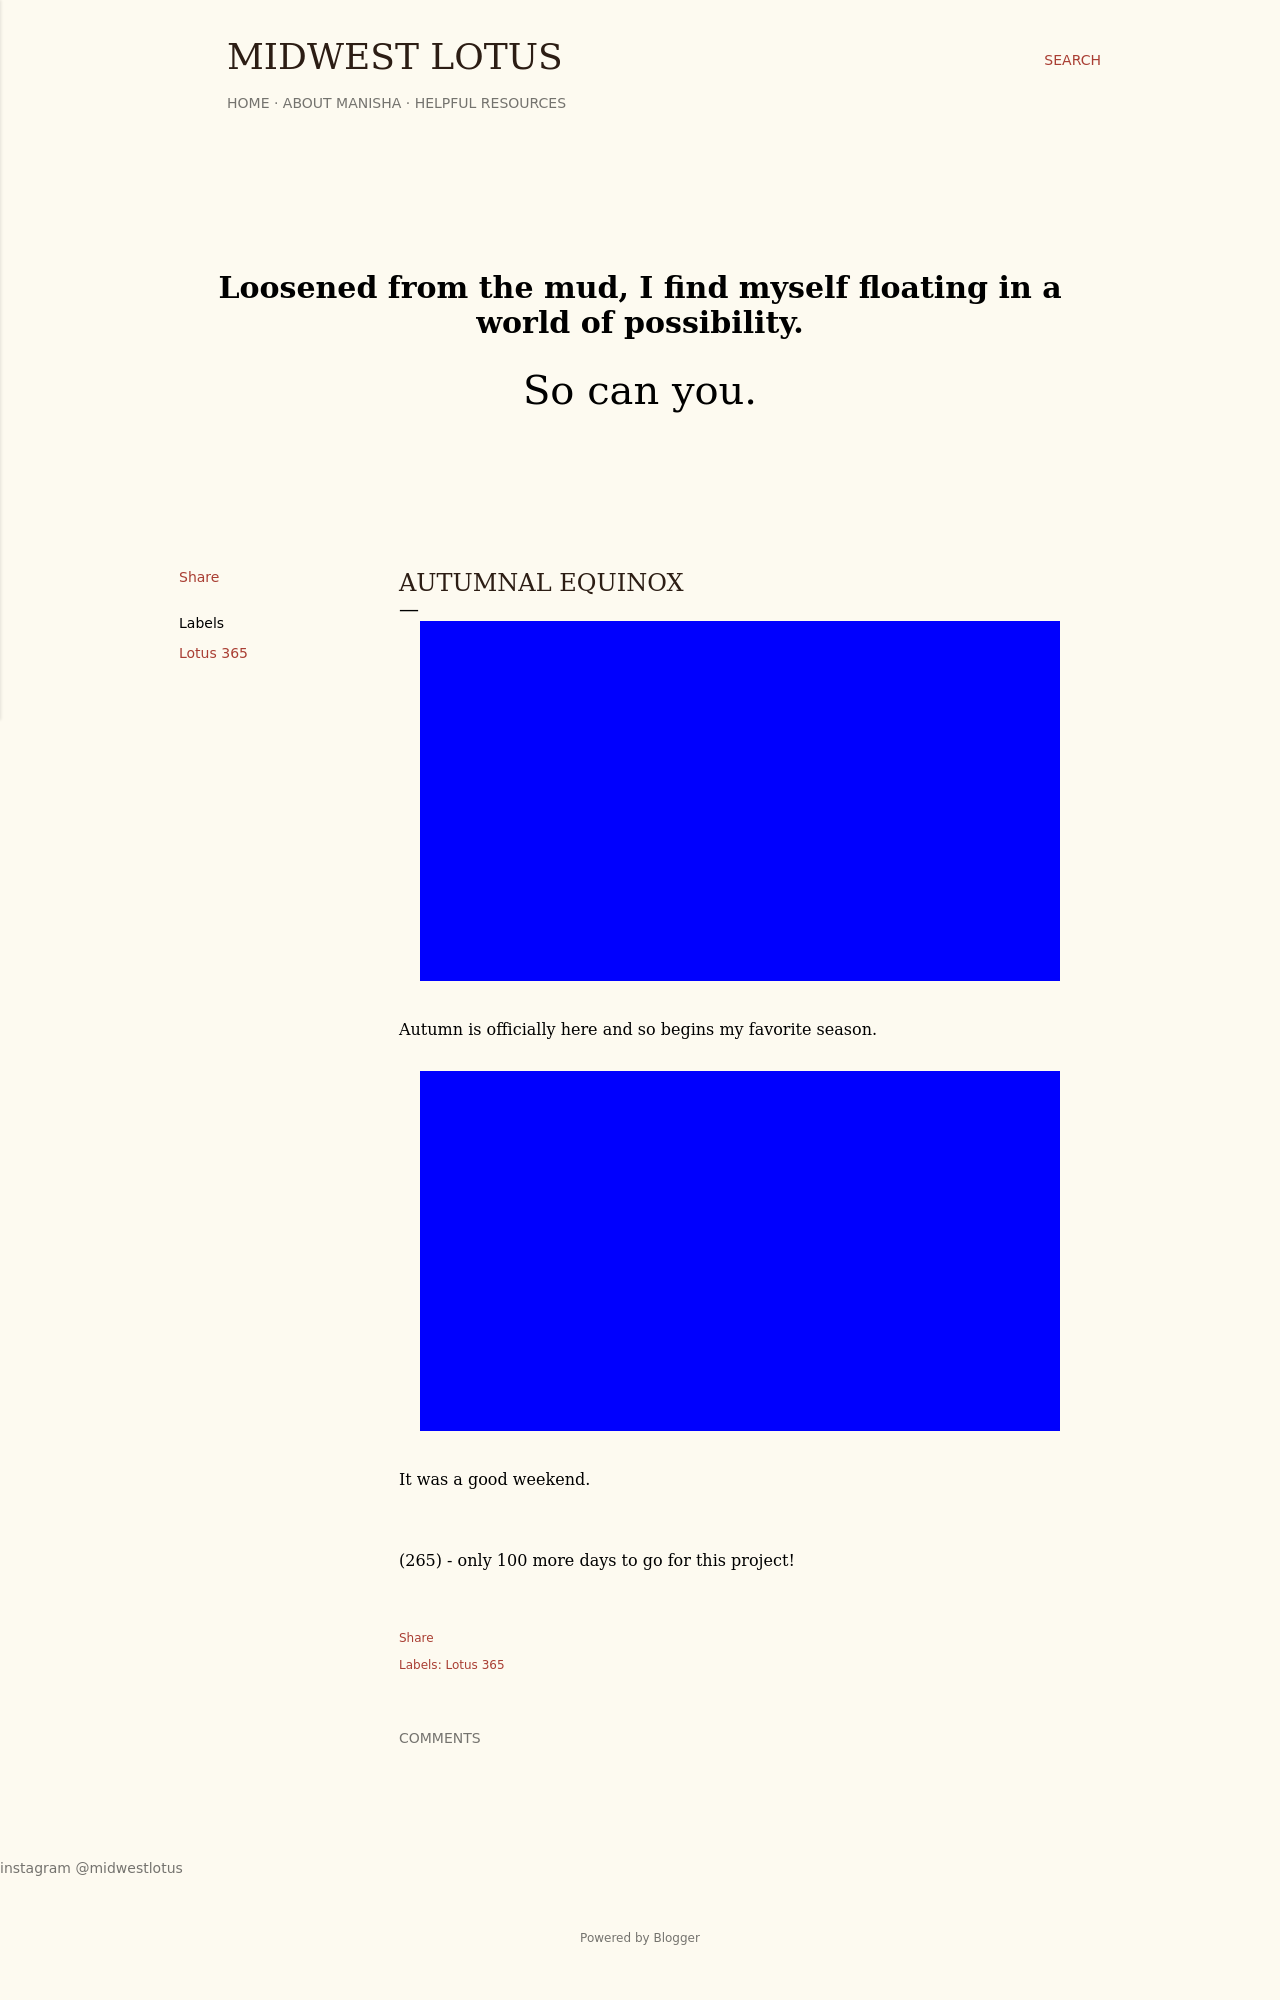 MIDWEST LOTUS
SEARCH
HOME · ABOUT MANISHA · HELPFUL RESOURCES
Loosened from the mud, I find myself floating in a
world of possibility.
So can you.
Share
Labels
Lotus 365
AUTUMNAL EQUINOX
—
Autumn is officially here and so begins my favorite season.
It was a good weekend.
(265) - only 100 more days to go for this project!
Share
Labels: Lotus 365
COMMENTS
instagram @midwestlotus
Powered by Blogger